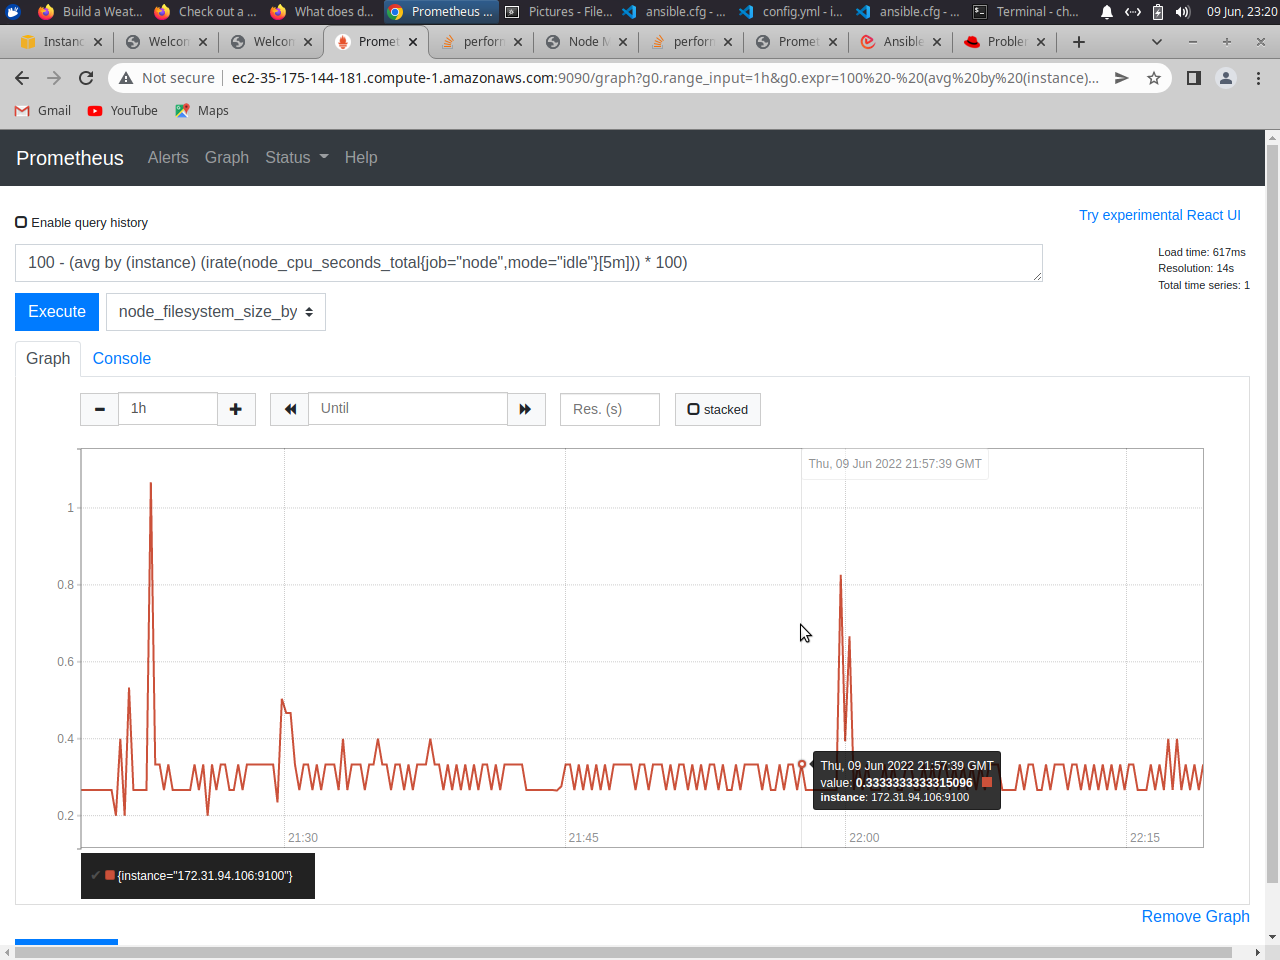 Build a Weat...
Check out a ...
What does d...
Prometheus ...
Pictures - File...
ansible.cfg - ...
config.yml - i...
ansible.cfg - ...
Terminal - ch...
09 Jun, 23:20
Instanc
Welcon
Welcon
Promet
perforn
Node M
perforn
Promet
Ansible
Probler
Not secure
ec2-35-175-144-181.compute-1.amazonaws.com:9090/graph?g0.range_input=1h&g0.expr=100%20-%20(avg%20by%20(instance)...
Gmail
YouTube
Maps
Prometheus
Alerts
Graph
Status
Help
Enable query history
Try experimental React UI
100 - (avg by (instance) (irate(node_cpu_seconds_total{job="node",mode="idle"}[5m])) * 100)
Load time: 617ms
Resolution: 14s
Total time series: 1
Execute
node_filesystem_size_by
Graph
Console
1h
Until
Res. (s)
stacked
Thu, 09 Jun 2022 21:57:39 GMT
1
0.8
0.6
0.4
0.2
Thu, 09 Jun 2022 21:57:39 GMT
value: 0.3333333333315096
instance: 172.31.94.106:9100
21:30
21:45
22:00
22:15
{instance="172.31.94.106:9100"}
Remove Graph